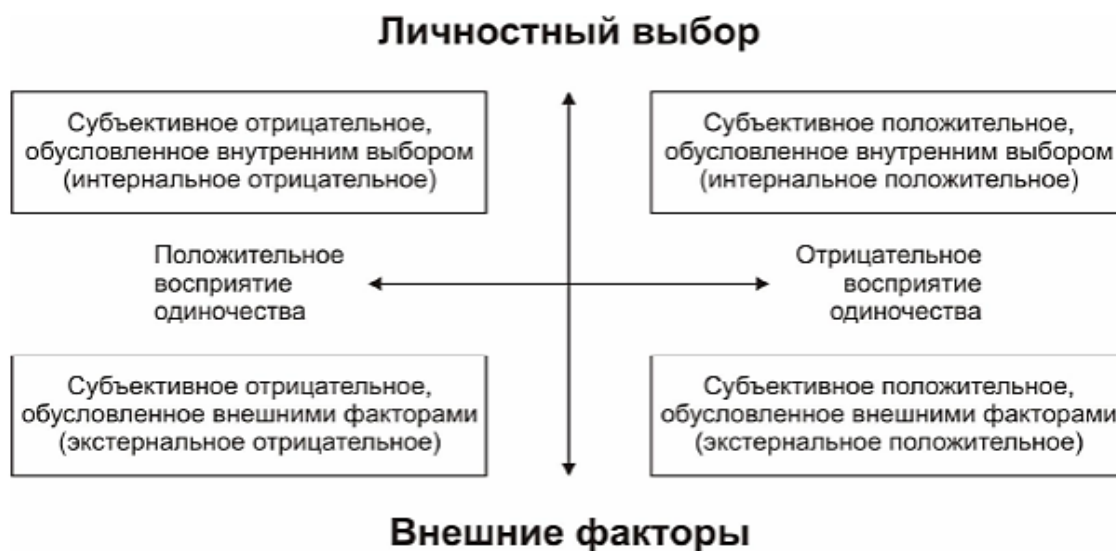 Личностный выбор
Субъективное отрицательное,
обусловленное внутренним выбором
(интернальное отрицательное)
Субъективное положительное,
обусловленное внутренним выбором
(интернальное положительное)
Положительное
восприятие
одиночества
Отрицательное
восприятие
одиночества
Субъективное отрицательное,
обусловленное внешними факторами
(экстернальное отрицательное)
Субъективное положительное,
обусловленное внешними факторами
(экстернальное положительное)
Внешние факторы